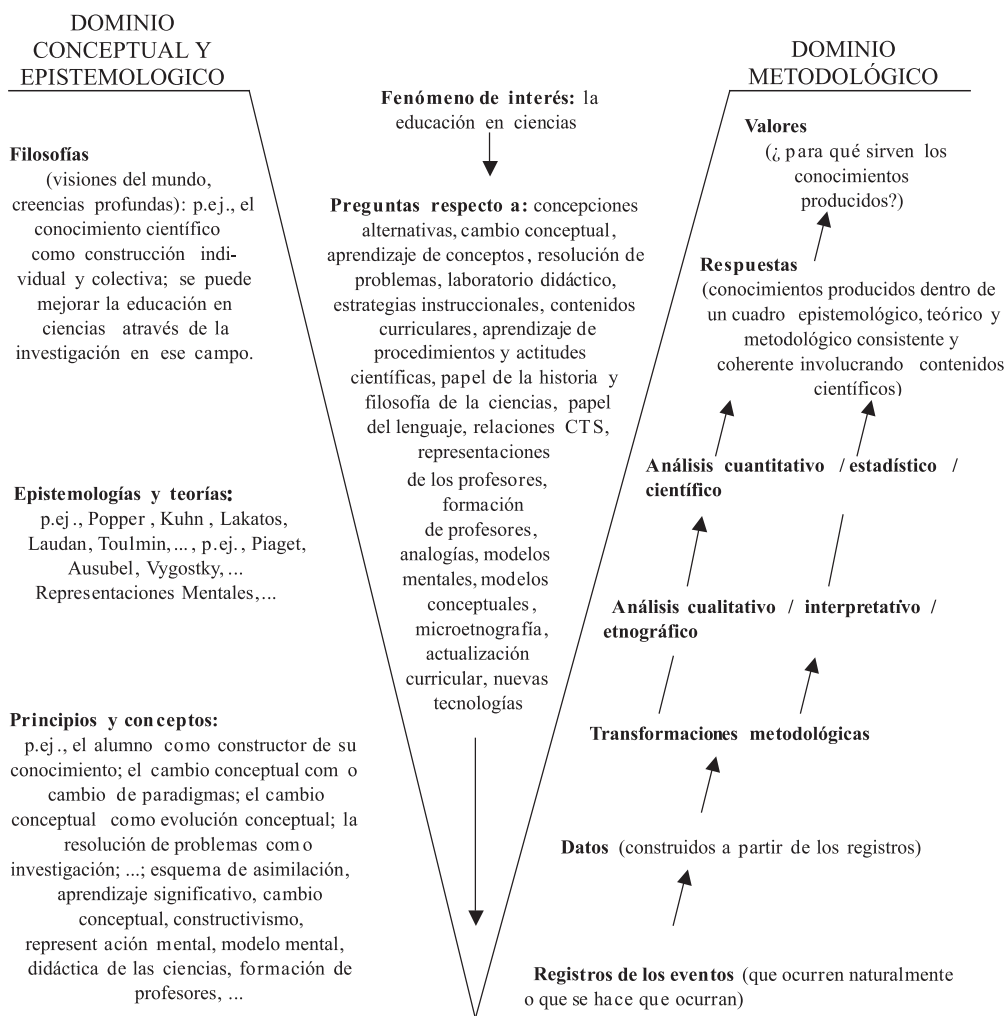 DOMINIO
CONCEPTUAL Y
EPISTEMOLOGICO
Filosofías
(visiones del mundo,
creencias profundas): p.ej., el
conocimiento científico
como construcción indi-
vidual y colectiva; se puede
mejorar la educación en
ciencias através de la
investigación en ese campo.
Epistemologías y teorías:
p.ej., Popper, Kuhn, Lakatos,
Laudan, Toulmin,..., p.ej., Piaget,
Ausubel, Vygostky, ...
Representaciones Mentales,...
Principios y conceptos:
p.ej., el alumno como constructor de su
conocimiento; el cambio conceptual com o
cambio de paradigmas; el cambio
conceptual como evolución conceptual; la
resolución de problemas como
investigación; ...; esquema de asimilación,
aprendizaje significativo, cambio
conceptual, constructivismo,
represent ación mental, modelo mental,
didáctica de las ciencias, formación de
profesores, ...
Fenómeno de interés: la
educación en ciencias
Preguntas respecto a: concepciones
alternativas, cambio conceptual,
aprendizaje de conceptos, resolución de
problemas, laboratorio didáctico,
estrategias instruccionales, contenidos
curriculares, aprendizaje de
procedimientos y actitudes
científicas, papel de la historia y
filosofía de la ciencias, papel
del lenguaje, relaciones CTS,
representaciones
de los profesores,
formación
de profesores,
analogías, modelos
mentales, modelos
conceptuales,
microetnografía,
actualización
curricular, nuevas
tecnologías
DOMINIO
METODOLÓGICO
Valores
(¿ para qué sirven los
conocimientos
producidos?)
Respuestas
(conocimientos producidos dentro de
un cuadro epistemológico, teórico y
metodológico consistente y
coherente involucrando contenidos
científicos)
Análisis cuantitativo / estadístico /
científico
Análisis cualitativo / interpretativo /
etnográfico
Transformaciones metodológicas
Datos (construidos a partir de los registros)
Registros de los eventos (que ocurren naturalmente
o que se hace que ocurran)